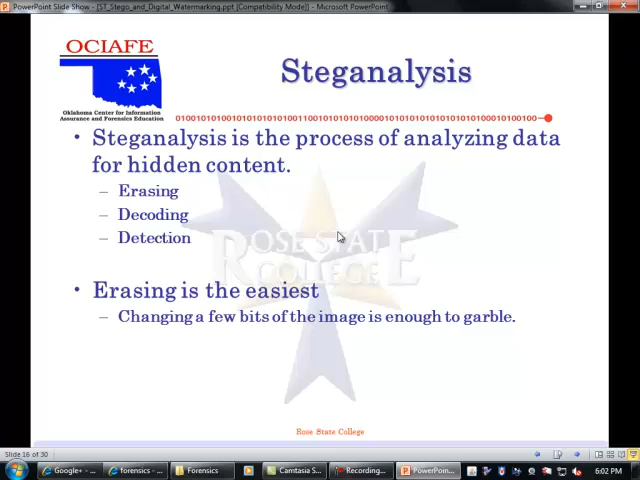 PowerPoint Slide Show - [ST_Stego_and_Digital_Watermarking.ppt [Compatibility Mode]] - Microsoft PowerPoint
OCIAFE
Oklahoma Center for Information
Assurance and Forensics Education
Steganalysis
• Steganalysis is the process of analyzing data
for hidden content.
– Erasing
– Decoding
– Detection
ROSE STATE
COLLEGE
• Erasing is the easiest
– Changing a few bits of the image is enough to garble.
Rose State College
Slide 16 of 30
Google+ - ...
forensics - ...
Forensics
Camtasia S...
Recording...
PowerPoin...
6:02 PM